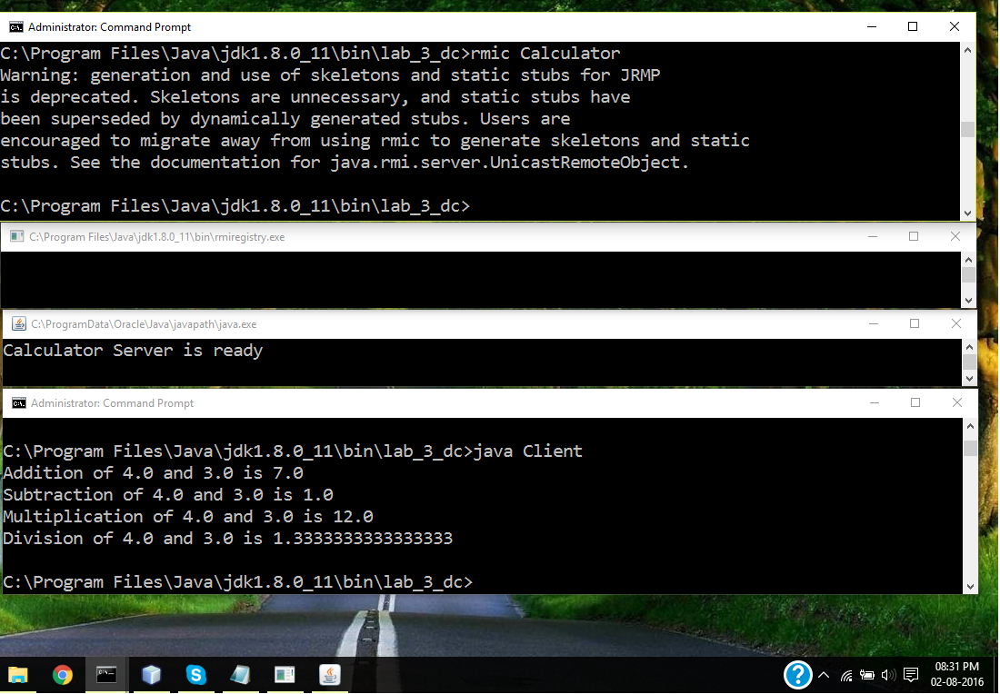 Administrator: Command Prompt
C:\Program Files\Java\jdk1.8.0_11\bin\lab_3_dc>rmic Calculator
Warning: generation and use of skeletons and static stubs for JRMP
is deprecated. Skeletons are unnecessary, and static stubs have
been superseded by dynamically generated stubs. Users are
encouraged to migrate away from using rmic to generate skeletons and static
stubs. See the documentation for java.rmi.server.UnicastRemoteObject.
C:\Program Files\Java\jdk1.8.0_11\bin\lab_3_dc>
C:\Program Files\Java\jdk1.8.0_11\bin\rmiregistry.exe
C:\ProgramData\Oracle\Java\javapath\java.exe
Calculator Server is ready
Administrator: Command Prompt
C:\Program Files\Java\jdk1.8.0_11\bin\lab_3_dc>java Client
Addition of 4.0 and 3.0 is 7.0
Subtraction of 4.0 and 3.0 is 1.0
Multiplication of 4.0 and 3.0 is 12.0
Division of 4.0 and 3.0 is 1.3333333333333333
C:\Program Files\Java\jdk1.8.0_11\bin\lab_3_dc>
08:31 PM
02-08-2016